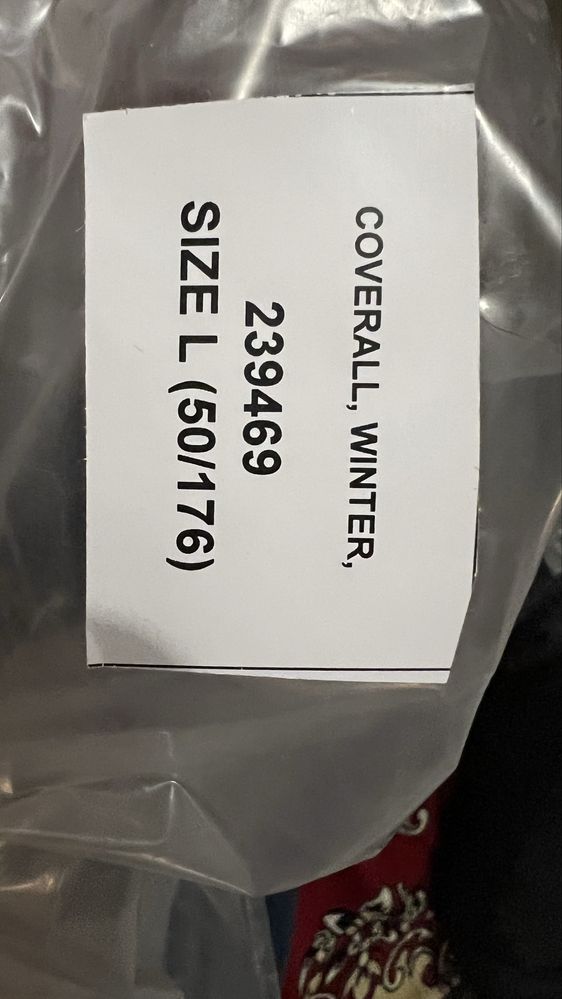 COVERALL, WINTER,
239469
SIZE L (50/176)